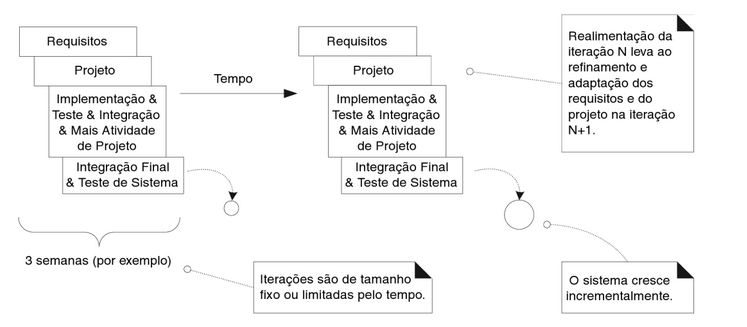 Requisitos
Projeto
Implementação &
Teste & Integração
& Mais Atividade
de Projeto
Integração Final
& Teste de Sistema
Tempo
Requisitos
Projeto
Implementação &
Teste & Integração
& Mais Atividade
de Projeto
Integração Final
& Teste de Sistema
Realimentação da
iteração N leva ao
refinamento e
adaptação dos
requisitos e do
projeto na iteração
N+1.
3 semanas (por exemplo)
Iterações são de tamanho
fixo ou limitadas pelo tempo.
O sistema cresce
incrementalmente.